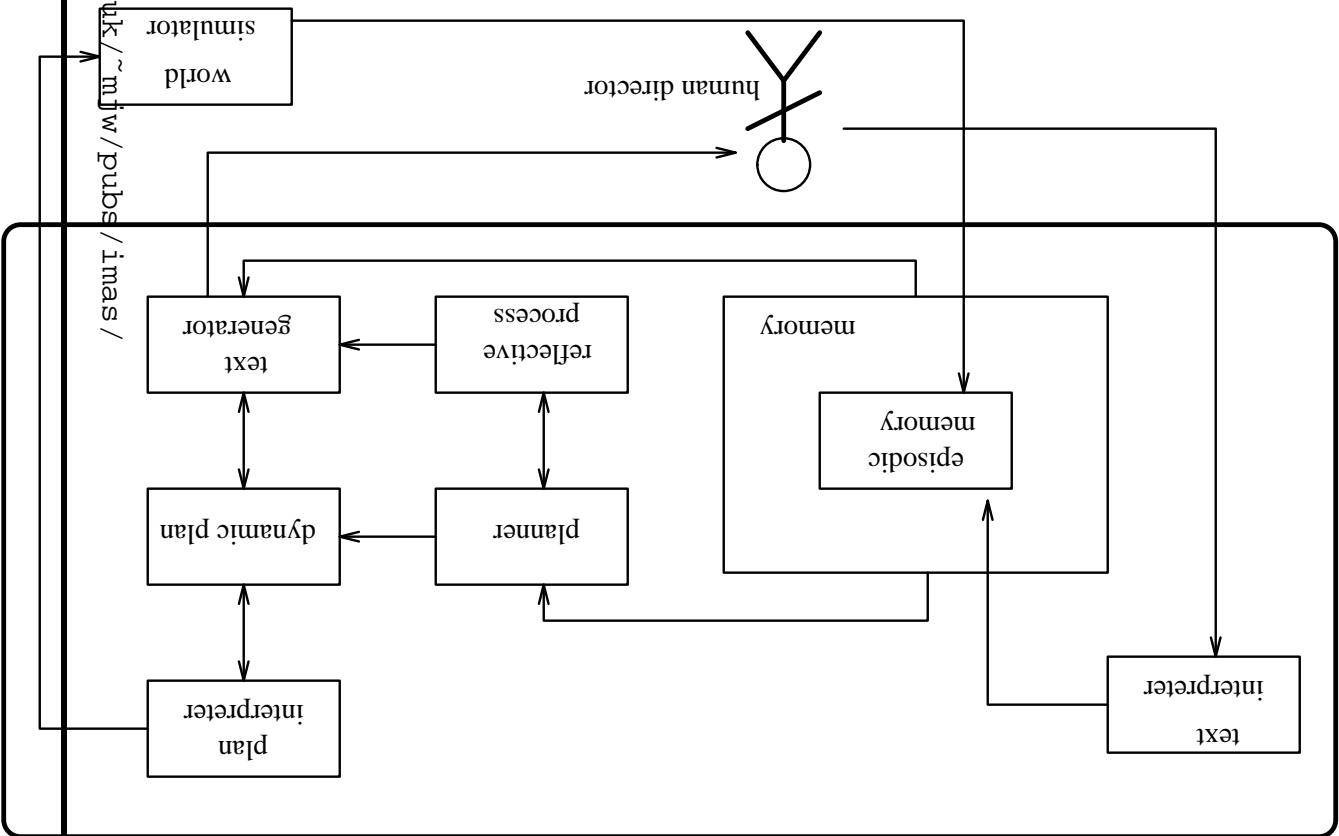 text
interpreter
plan
interpreter
planner
dynamic plan
episodic
memory
memory
reflective
process
text
generator
human director
world
simulator
uk/~mjw/pubs/imas/